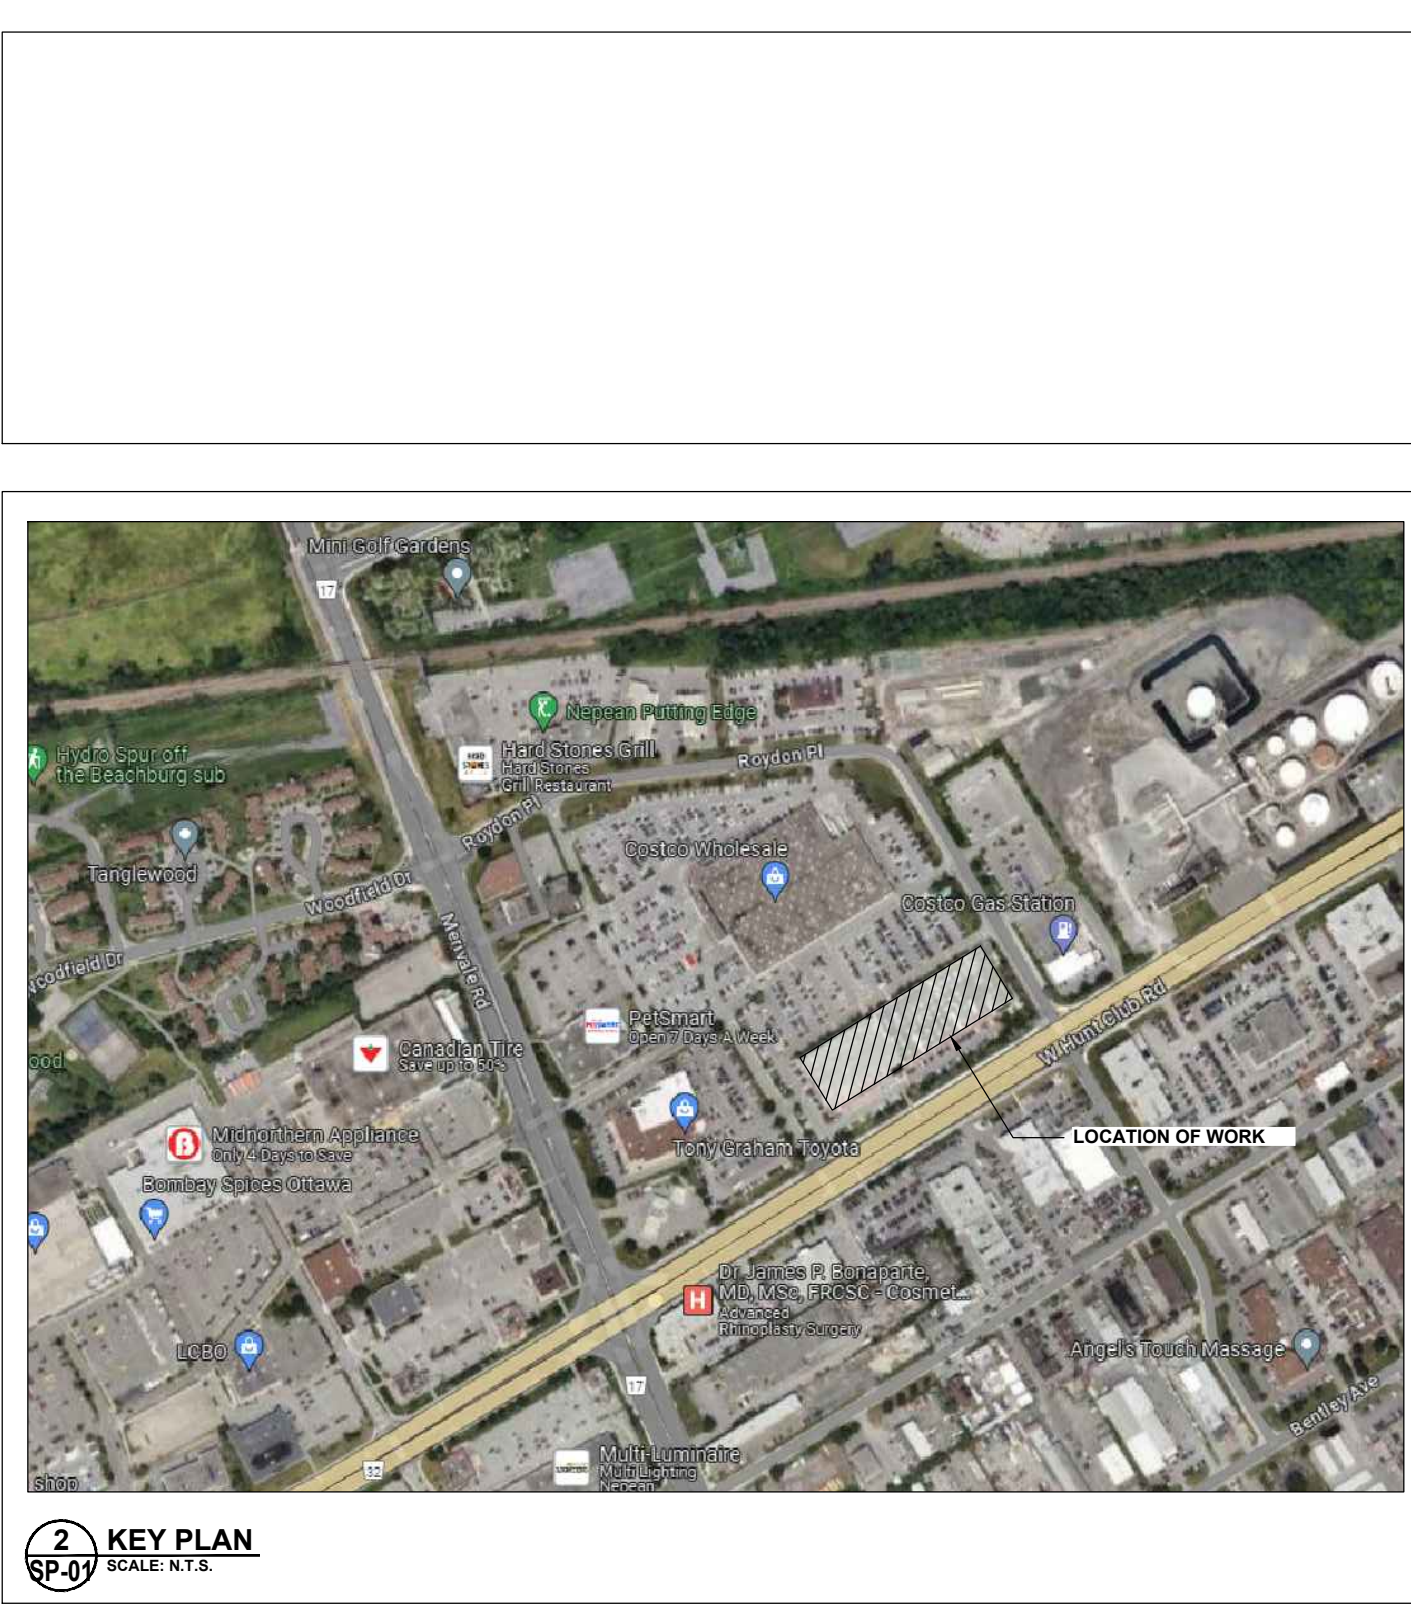 Mini Golf Gardens
17
Nepean Putting Edge
Hydro Spur off
the Beachburg sub
HARD
STONES
Hard Stones Grill
Hard Stones
Grill Restaurant
Roydon Pl
Roydon Pl
Tanglewood
Costco Wholesale
Woodfield Dr
Costco Gas Station
Merivale Rd
Woodfield Dr
W Hunt Club Rd
PETSMART
PetSmart
Open 7 Days A Week
Canadian Tire
Save up to 50%
ood
Midnorthern Appliance
Only 4 Days to Save
LOCATION OF WORK
Tony Graham Toyota
Bombay Spices Ottawa
H
Dr. James P. Bonaparte,
MD, MSc, FRCSC - Cosmet...
Advanced
Rhinoplasty Surgery
LCBO
Angel's Touch Massage
17
Bentley Ave
32
Multi-Luminaire
Multi Lighting
Nepean
shop
2
SP-01
KEY PLAN
SCALE: N.T.S.